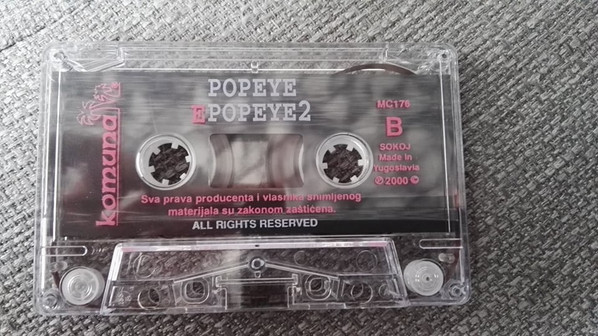 POPEYE
EPOPEYE2
komuna
MC176
B
SOKOJ
Made in
Yugoslavia
℗ 2000 ©
Sva prava producenta i vlasnika snimljenog
materijala su zakonom zaštićena.
ALL RIGHTS RESERVED